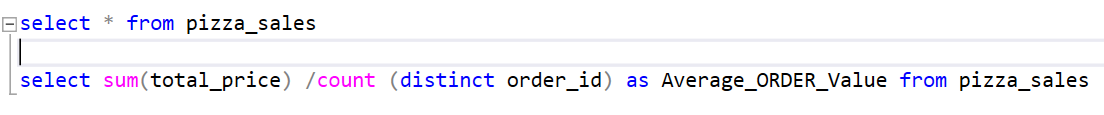 select * from pizza_sales
select sum(total_price) /count (distinct order_id) as Average_ORDER_Value from pizza_sales